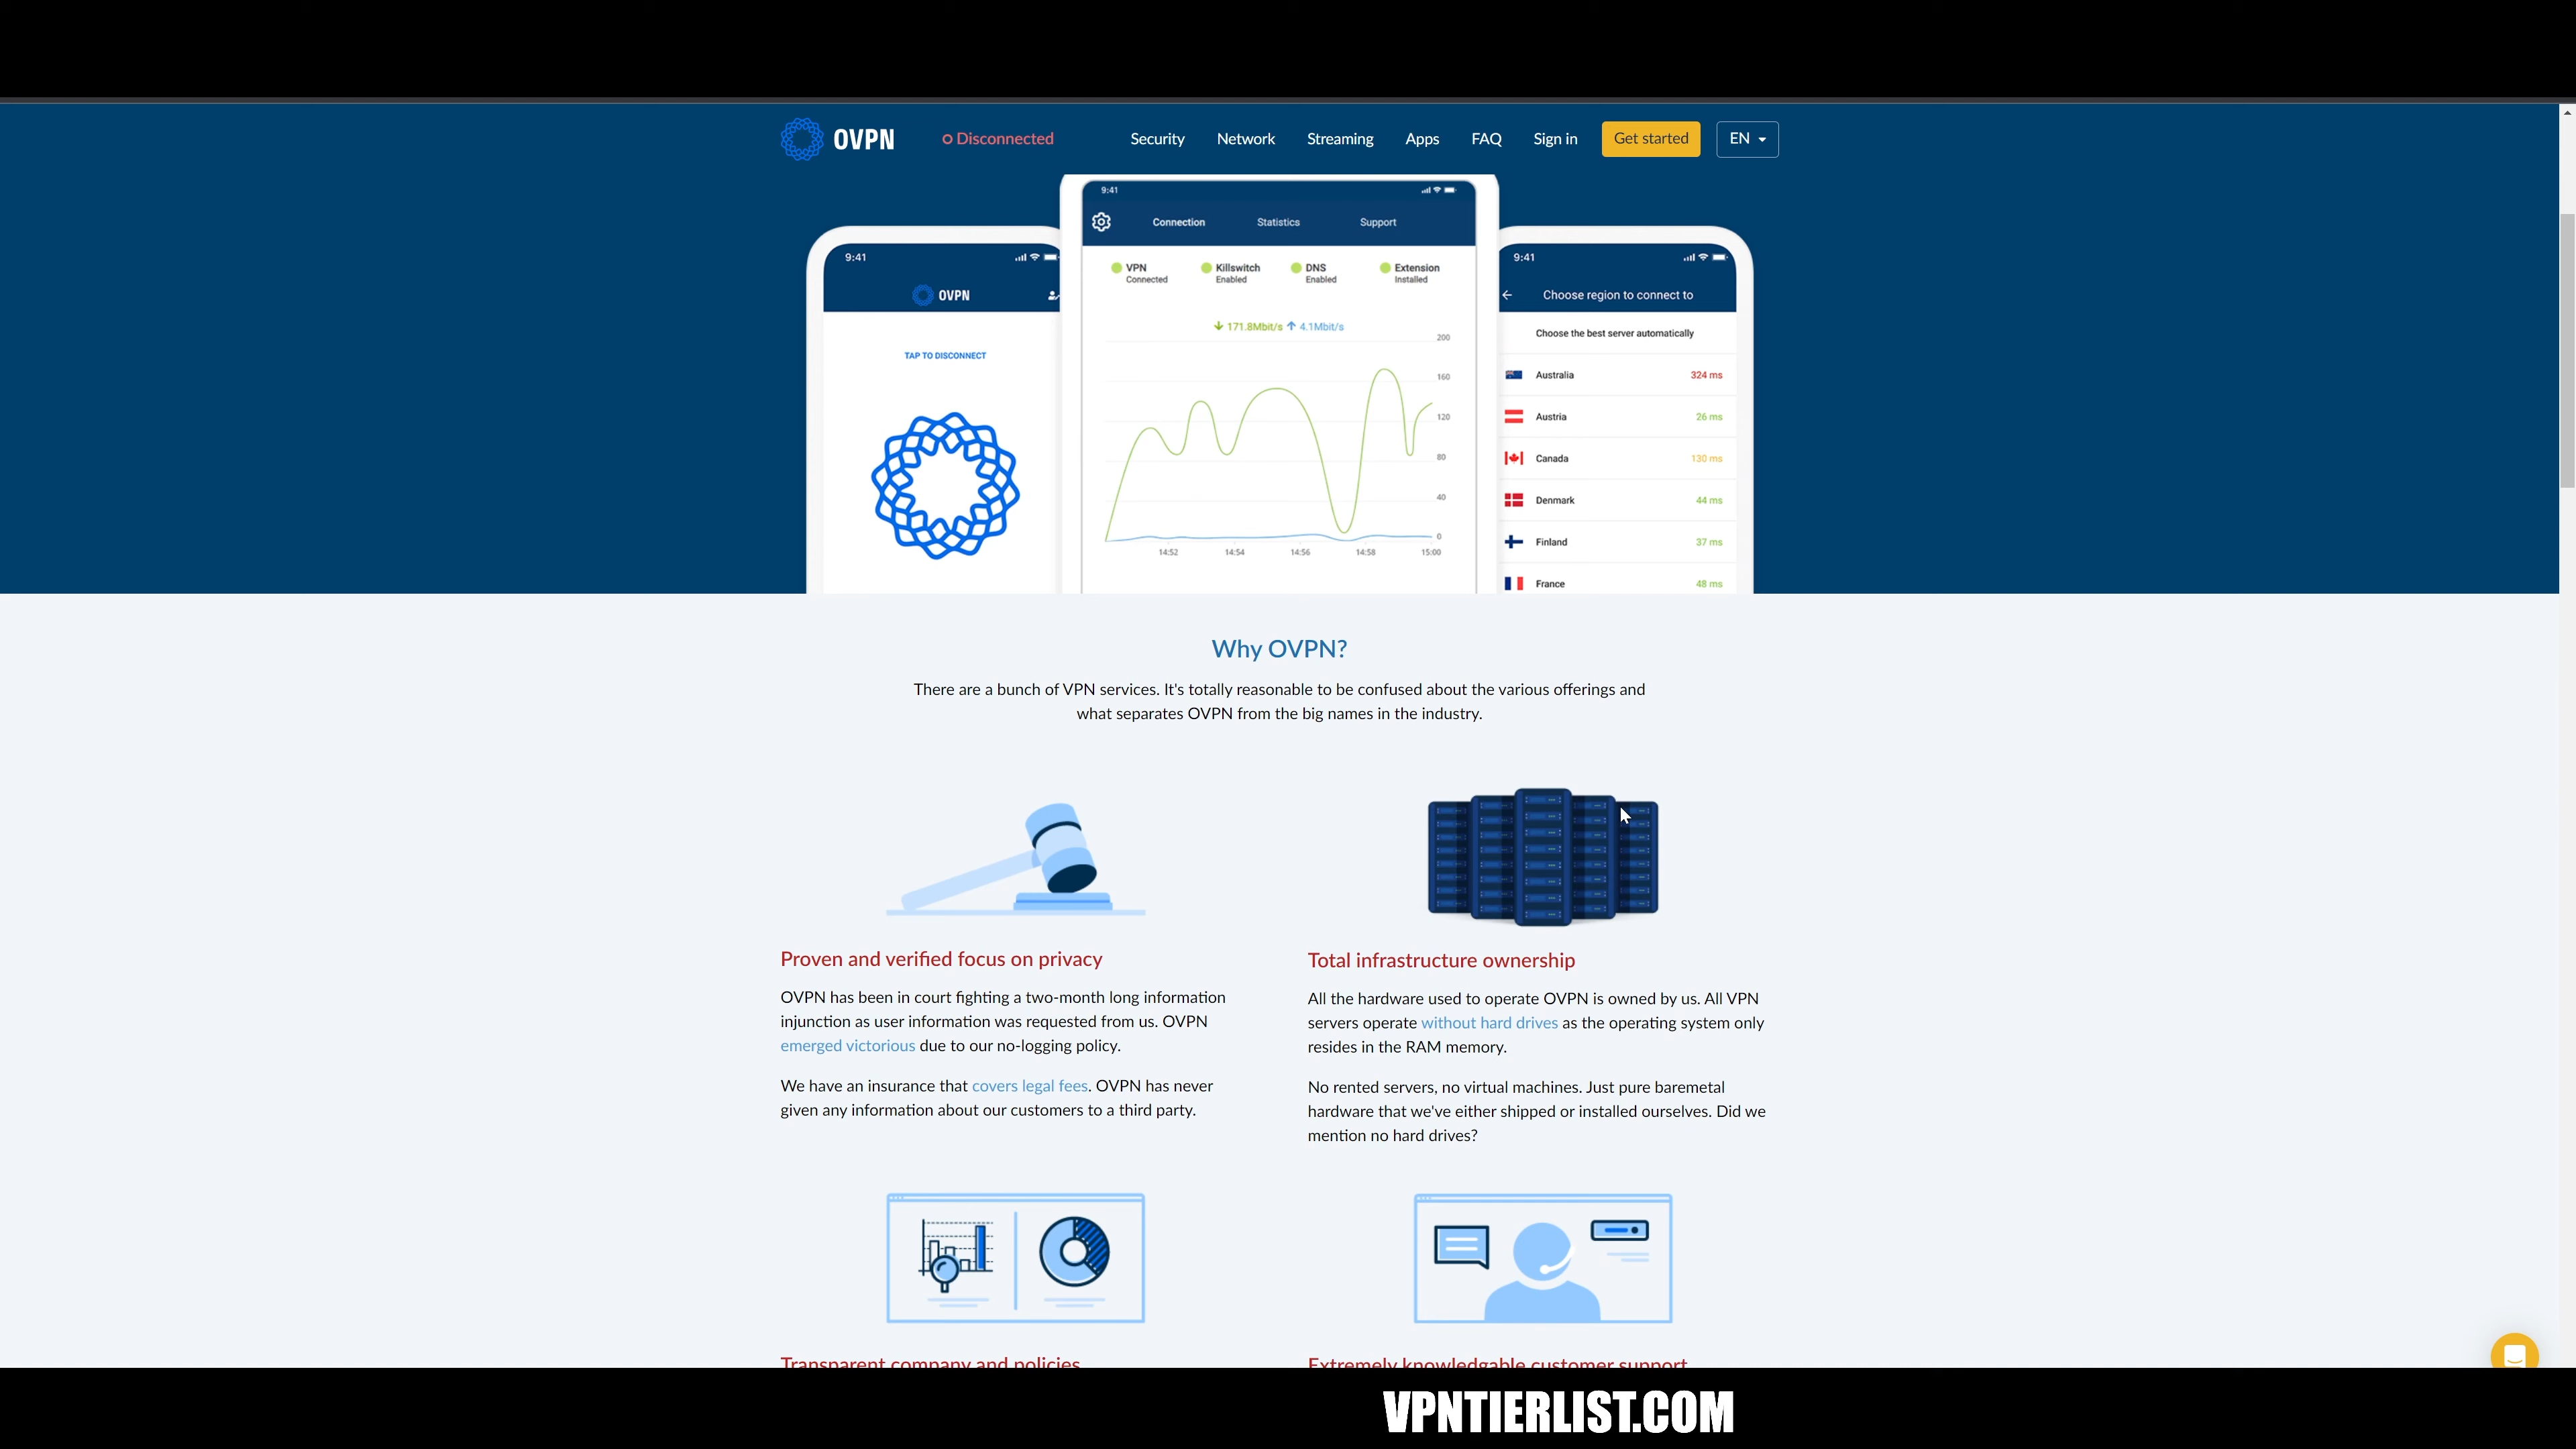 OVPN
Disconnected
Security
Network
Streaming
Apps
FAQ
Sign in
Get started
EN
9:41
OVPN
TAP TO DISCONNECT
9:41
Connection
Statistics
Support
VPN
Connected
Killswitch
Enabled
DNS
Enabled
Extension
Installed
171.8Mbit/s 4.1Mbit/s
200
160
120
80
40
0
14:52
14:54
14:56
14:58
15:00
9:41
Choose region to connect to
Choose the best server automatically
Australia 324 ms
Austria 26 ms
Canada 130 ms
Denmark 44 ms
Finland 37 ms
France 48 ms
Why OVPN?
There are a bunch of VPN services. It's totally reasonable to be confused about the various offerings and
what separates OVPN from the big names in the industry.
Proven and verified focus on privacy
OVPN has been in court fighting a two-month long information
injunction as user information was requested from us. OVPN
emerged victorious due to our no-logging policy.
We have an insurance that covers legal fees. OVPN has never
given any information about our customers to a third party.
Total infrastructure ownership
All the hardware used to operate OVPN is owned by us. All VPN
servers operate without hard drives as the operating system only
resides in the RAM memory.
No rented servers, no virtual machines. Just pure baremetal
hardware that we've either shipped or installed ourselves. Did we
mention no hard drives?
Transparent company and policies
Extremely knowledgable customer support
VPNTIERLIST.COM